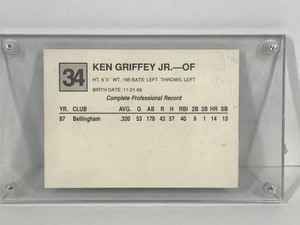 34
KEN GRIFFEY JR.—OF
HT. 6'3" WT. 195 BATS: LEFT THROWS: LEFT
BIRTH DATE: 11-21-69
Complete Professional Record
YR. CLUB AVG. G AB R H RBI 2B 3B HR SB
87 Bellingham .320 53 178 43 57 40 9 1 14 13